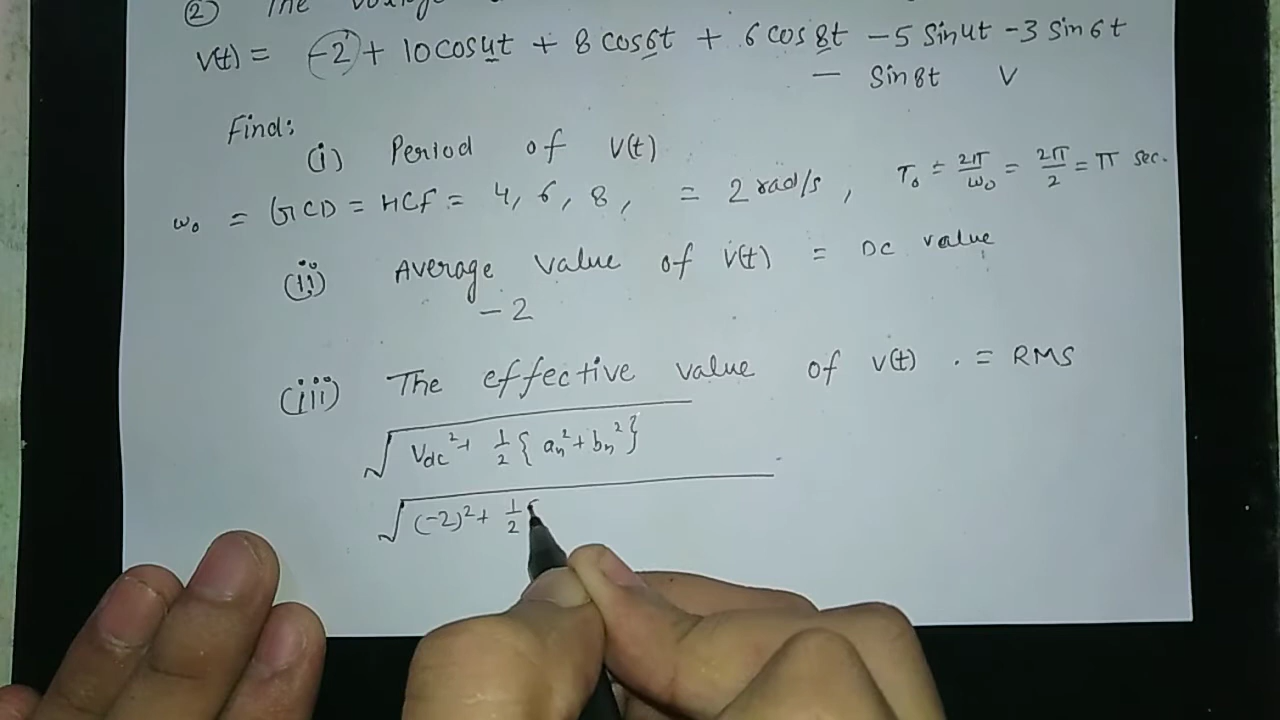 ② The
v(t) = -2 + 10 cos4t + 8 cos6t + 6 cos8t - 5 sin4t - 3 sin6t
- sin8t V
Find:
(i) Period of v(t)
ω₀ = GCD = HCF = 4, 6, 8, = 2 rad/s, T₀ = 2π/ω₀ = 2π/2 = π sec.
(ii) Average value of v(t) = DC value
-2
(iii) The effective value of v(t). = RMS
√(Vdc² + 1/2 { aₙ² + bₙ² })
√((-2)² + 1/2